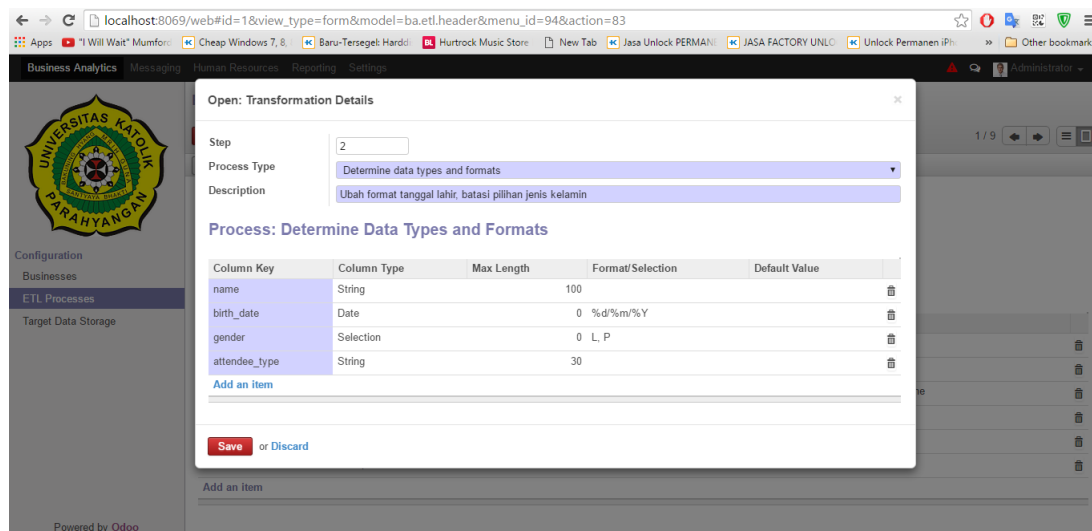 localhost:8069/web#id=1&view_type=form&model=ba.etl.header&menu_id=94&action=83
Apps "I Will Wait" Mumford Cheap Windows 7, 8, Baru-Tersegel: Harddi BL Hurtrock Music Store New Tab Jasa Unlock PERMANE JASA FACTORY UNLO Unlock Permanen iPh » Other bookmark
Business Analytics Messaging Human Resources Reporting Settings Administrator
Open: Transformation Details ×
1 / 9
UNIVERSITAS KATOLIK
PARAHYANGAN
Step 2
Process Type Determine data types and formats
Description Ubah format tanggal lahir, batasi pilihan jenis kelamin
Process: Determine Data Types and Formats
Column Key Column Type Max Length Format/Selection Default Value
name String 100
birth_date Date 0 %d/%m/%Y
gender Selection 0 L, P
attendee_type String 30
Add an item
Save or Discard
Configuration
Businesses
ETL Processes
Target Data Storage
Add an item
Powered by Odoo